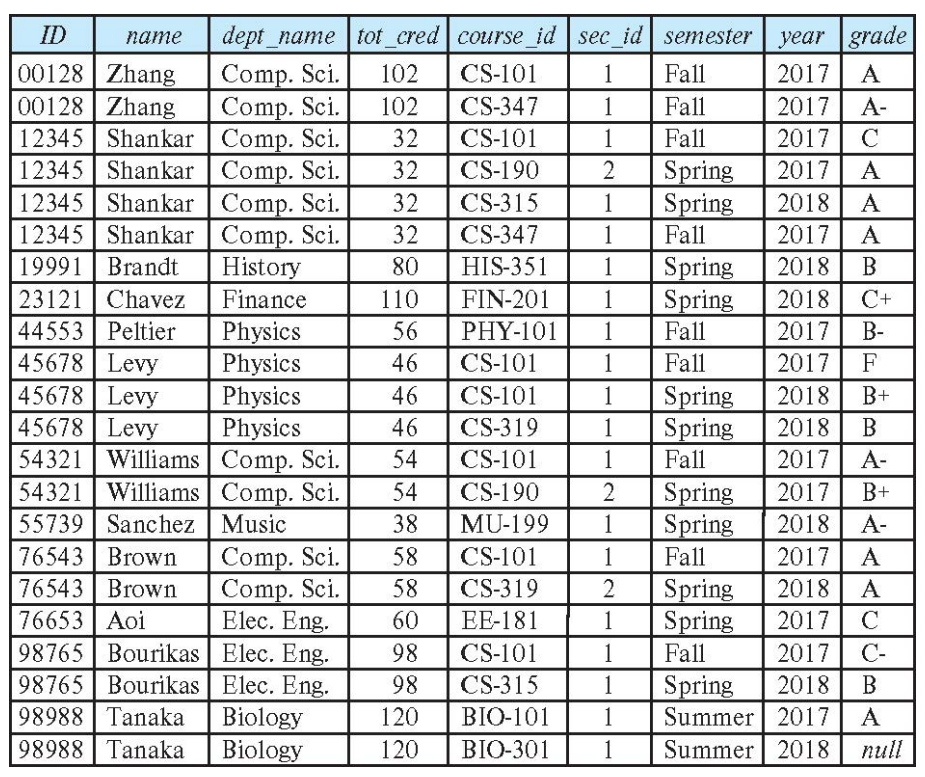 ID name dept_name tot_cred course_id sec_id semester year grade
00128 Zhang Comp. Sci. 102 CS-101 1 Fall 2017 A
00128 Zhang Comp. Sci. 102 CS-347 1 Fall 2017 A-
12345 Shankar Comp. Sci. 32 CS-101 1 Fall 2017 C
12345 Shankar Comp. Sci. 32 CS-190 2 Spring 2017 A
12345 Shankar Comp. Sci. 32 CS-315 1 Spring 2018 A
12345 Shankar Comp. Sci. 32 CS-347 1 Fall 2017 A
19991 Brandt History 80 HIS-351 1 Spring 2018 B
23121 Chavez Finance 110 FIN-201 1 Spring 2018 C+
44553 Peltier Physics 56 PHY-101 1 Fall 2017 B-
45678 Levy Physics 46 CS-101 1 Fall 2017 F
45678 Levy Physics 46 CS-101 1 Spring 2018 B+
45678 Levy Physics 46 CS-319 1 Spring 2018 B
54321 Williams Comp. Sci. 54 CS-101 1 Fall 2017 A-
54321 Williams Comp. Sci. 54 CS-190 2 Spring 2017 B+
55739 Sanchez Music 38 MU-199 1 Spring 2018 A-
76543 Brown Comp. Sci. 58 CS-101 1 Fall 2017 A
76543 Brown Comp. Sci. 58 CS-319 2 Spring 2018 A
76653 Aoi Elec. Eng. 60 EE-181 1 Spring 2017 C
98765 Bourikas Elec. Eng. 98 CS-101 1 Fall 2017 C-
98765 Bourikas Elec. Eng. 98 CS-315 1 Spring 2018 B
98988 Tanaka Biology 120 BIO-101 1 Summer 2017 A
98988 Tanaka Biology 120 BIO-301 1 Summer 2018 null